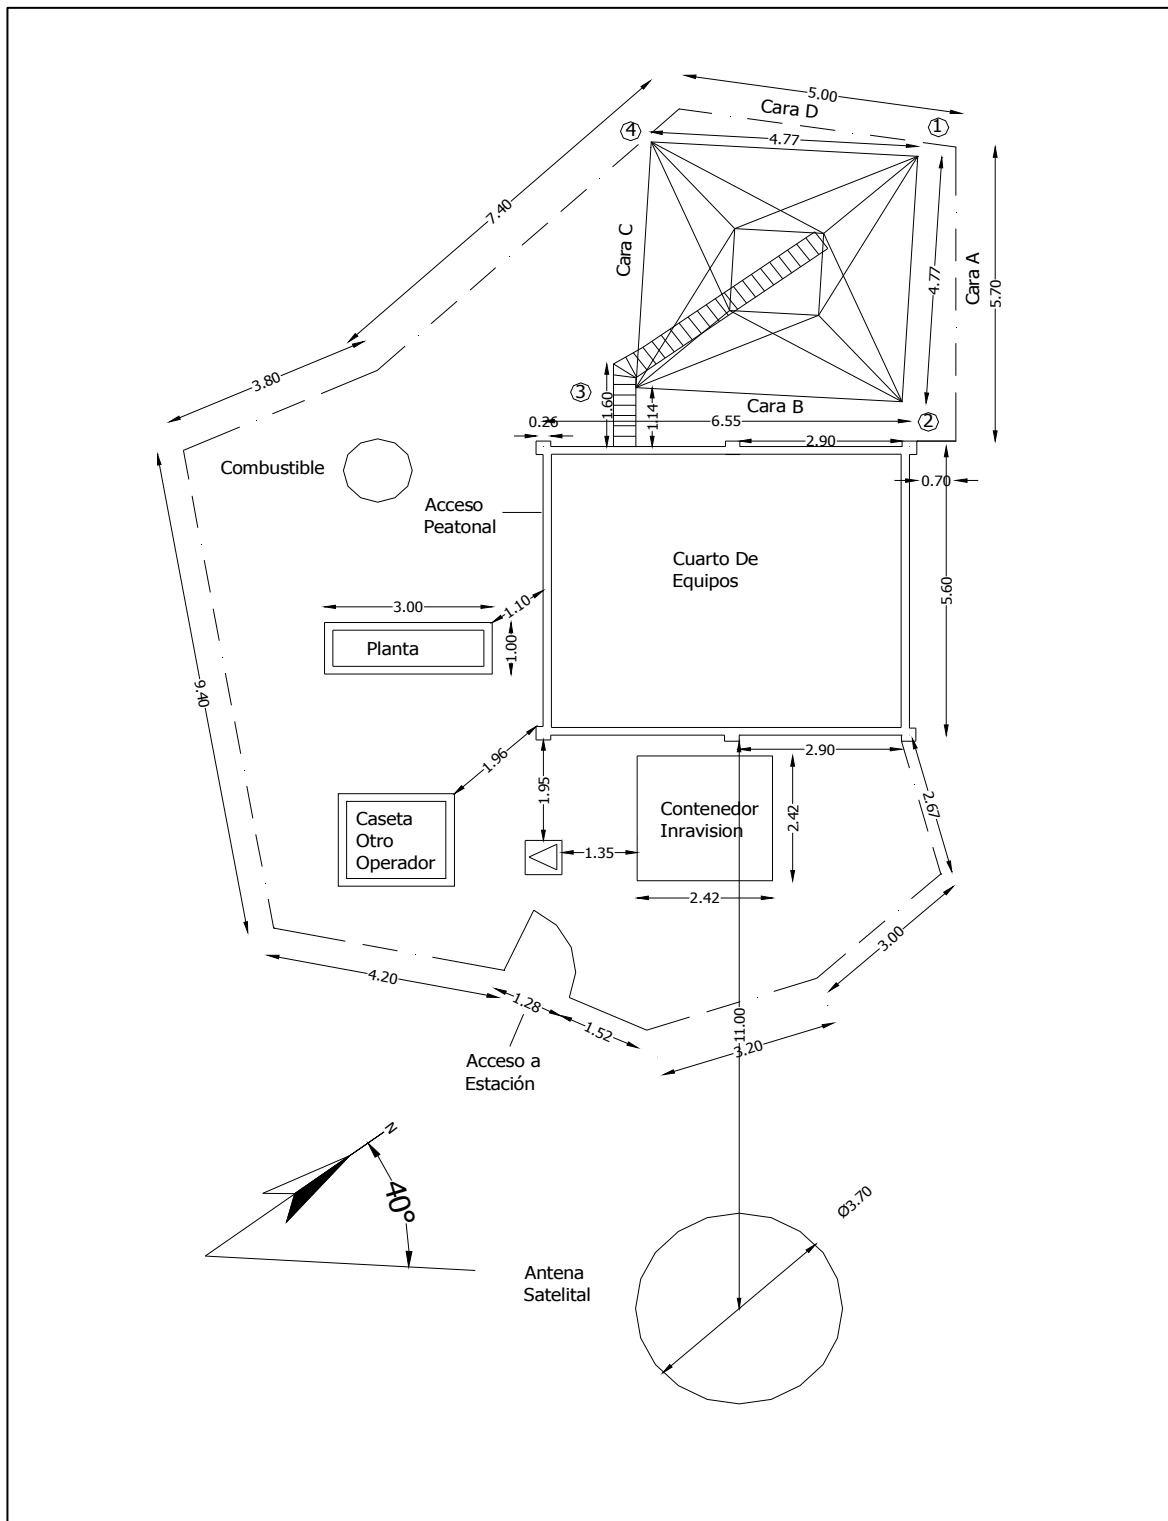 5.00
Cara D
4
1
4.77
7.40
Cara C
4.77
Cara A
5.70
3.80
3
1.60
1.14
Cara B
0.26
6.55
2
2.90
0.70
Combustible
Acceso
Peatonal
Cuarto De
Equipos
5.60
3.00
1.10
Planta
1.00
9.40
1.96
1.95
2.90
Caseta
Otro
Operador
Contenedor
Inravision
2.42
2.67
1.35
2.42
3.00
4.20
1.28
1.52
11.00
3.20
Acceso a
Estación
N
40°
Ø3.70
Antena
Satelital